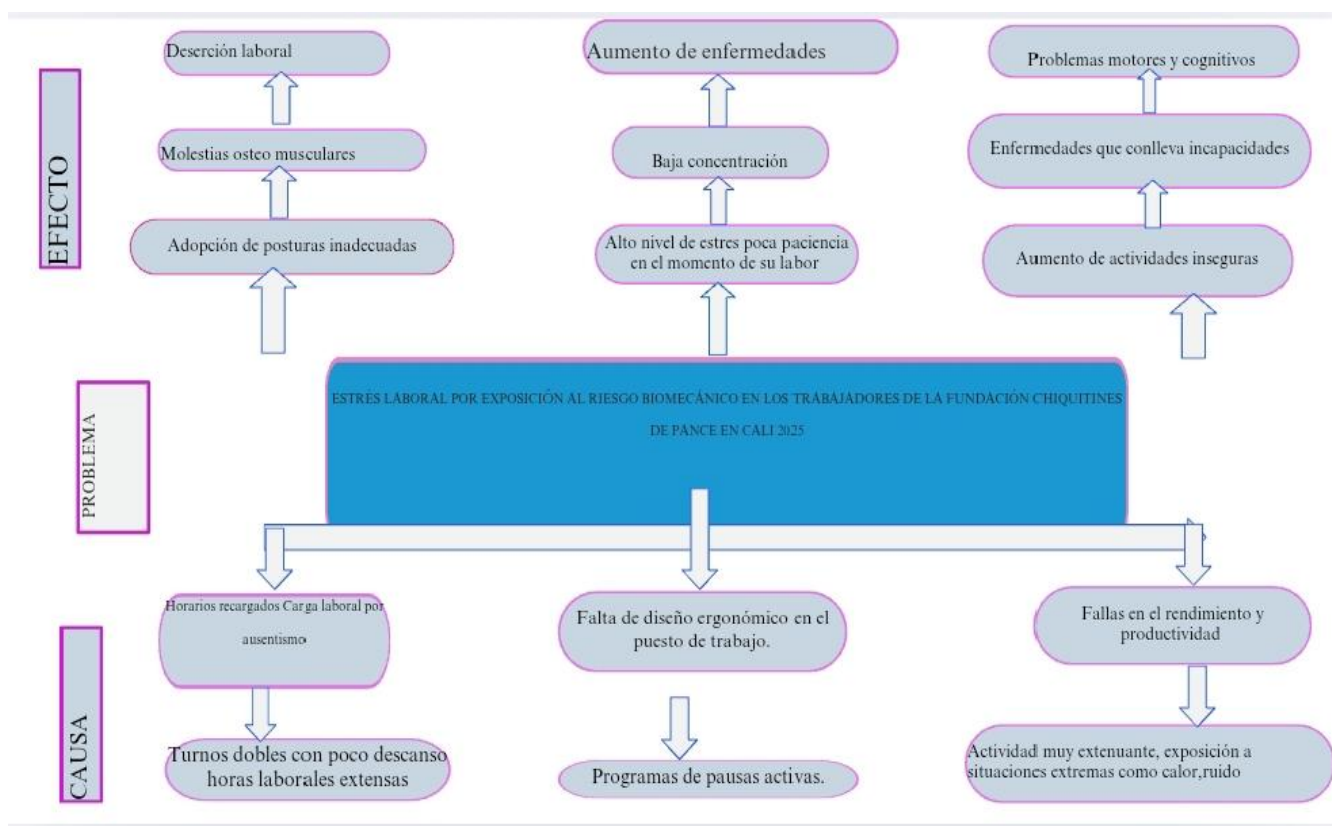 EFECTO
Deserción laboral
Molestias osteo musculares
Adopción de posturas inadecuadas
Aumento de enfermedades
Baja concentración
Alto nivel de estres poca paciencia
en el momento de su labor
Problemas motores y cognitivos
Enfermedades que conlleva incapacidades
Aumento de actividades inseguras
PROBLEMA
ESTRÉS LABORAL POR EXPOSICIÓN AL RIESGO BIOMECÁNICO EN LOS TRABAJADORES DE LA FUNDACIÓN CHIQUITINES
DE PANCE EN CALI 2025
CAUSA
Horarios recargados Carga laboral por
ausentismo
Turnos dobles con poco descanso
horas laborales extensas
Falta de diseño ergonómico en el
puesto de trabajo.
Programas de pausas activas.
Fallas en el rendimiento y
productividad
Actividad muy extenuante, exposición a
situaciones extremas como calor,ruido